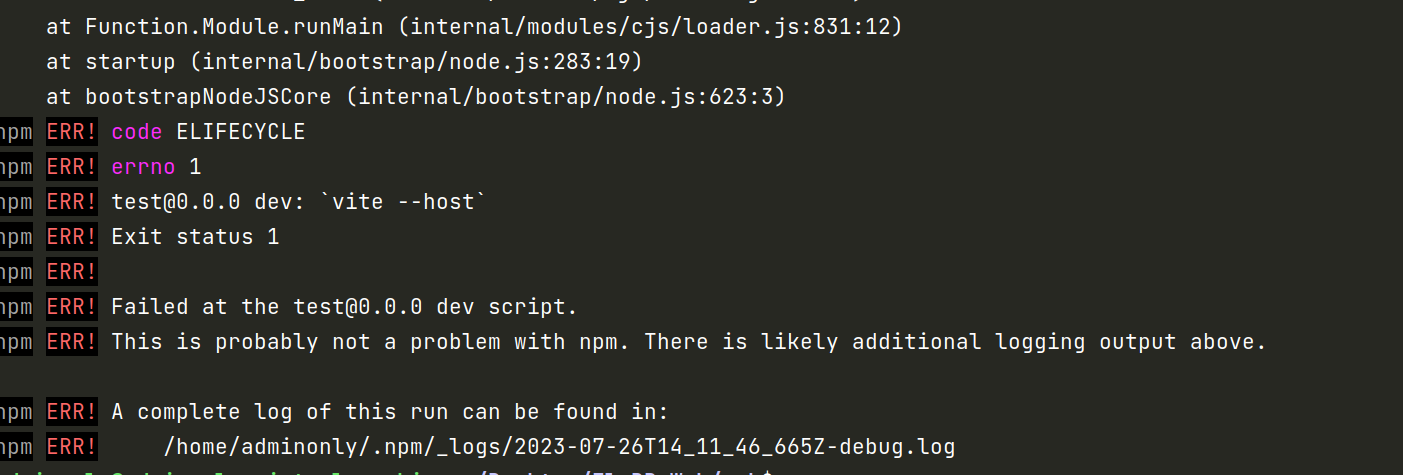 at Function.Module.runMain (internal/modules/cjs/loader.js:831:12)
at startup (internal/bootstrap/node.js:283:19)
at bootstrapNodeJSCore (internal/bootstrap/node.js:623:3)
npm ERR! code ELIFECYCLE
npm ERR! errno 1
npm ERR! test@0.0.0 dev: `vite --host`
npm ERR! Exit status 1
npm ERR!
npm ERR! Failed at the test@0.0.0 dev script.
npm ERR! This is probably not a problem with npm. There is likely additional logging output above.
npm ERR! A complete log of this run can be found in:
npm ERR!     /home/adminonly/.npm/_logs/2023-07-26T14_11_46_665Z-debug.log